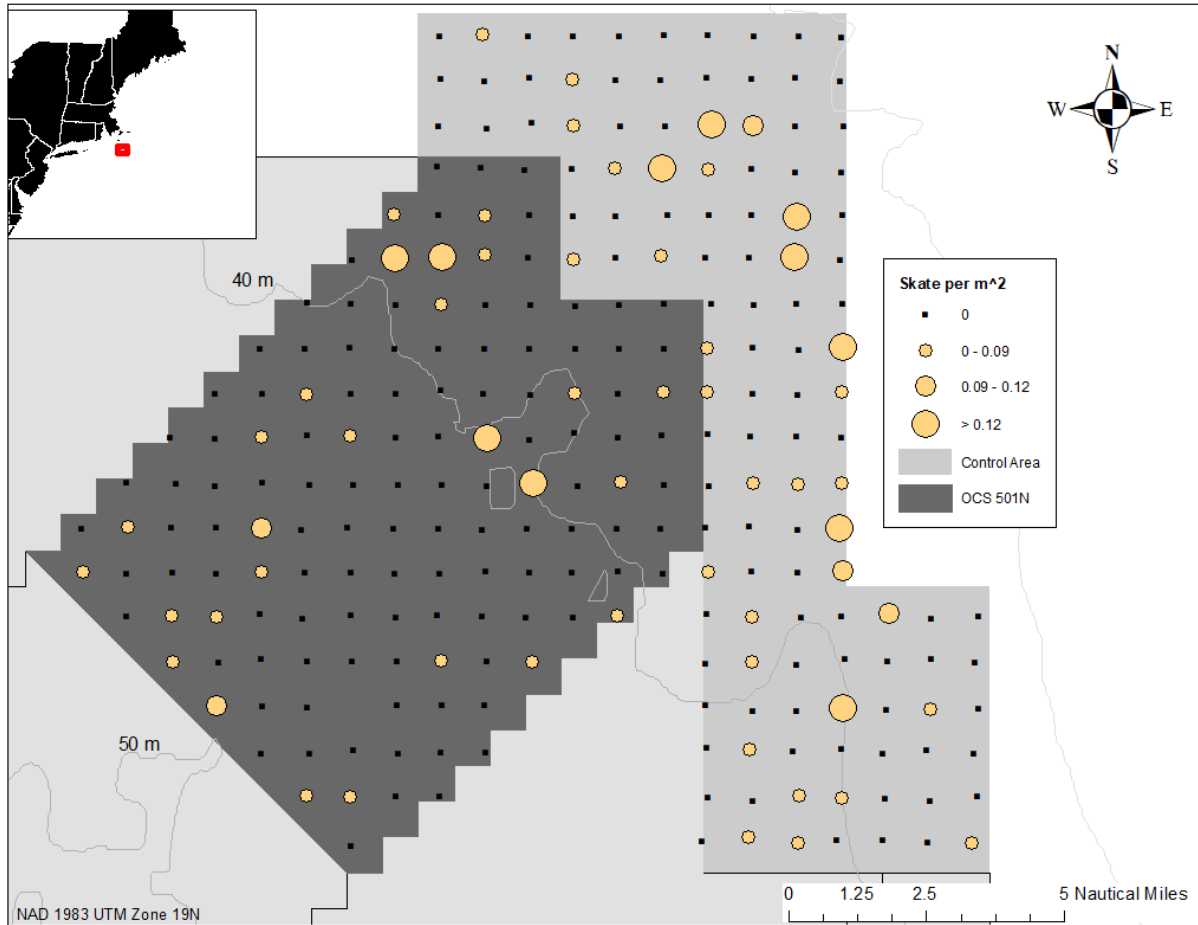 N
W E
S
40 m
Skate per m^2
0
0 - 0.09
0.09 - 0.12
> 0.12
Control Area
OCS 501N
50 m
0 1.25 2.5 5 Nautical Miles
NAD 1983 UTM Zone 19N